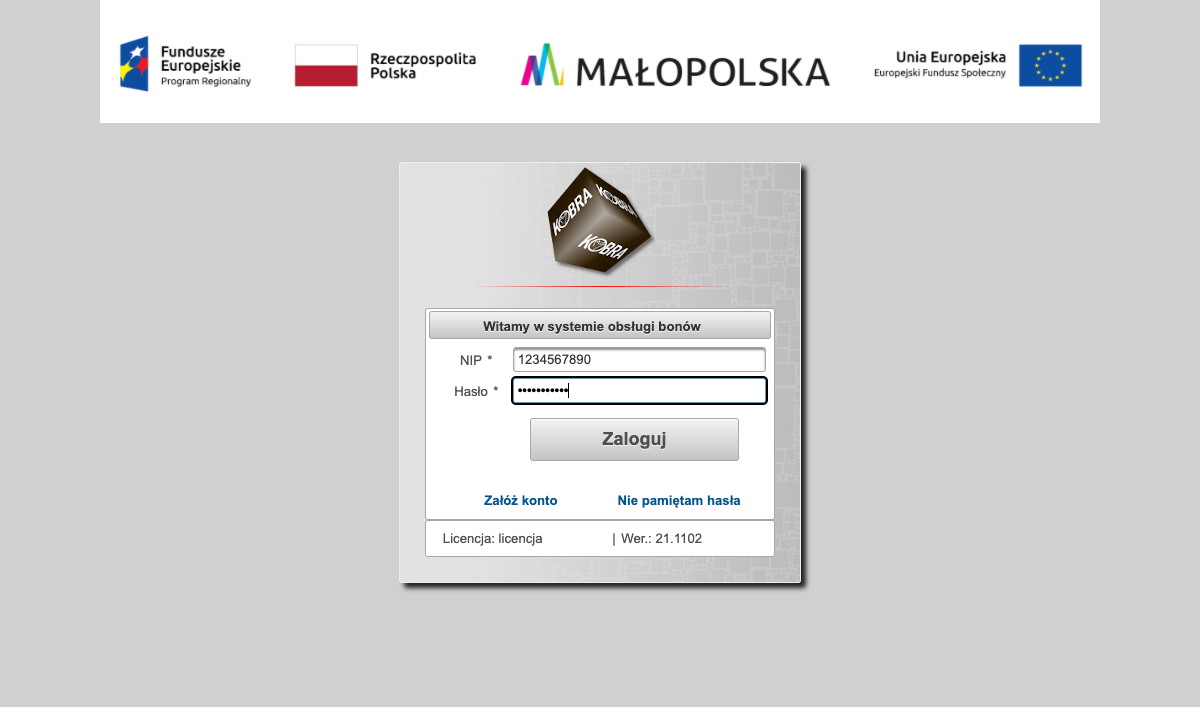 Fundusze
Europejskie
Program Regionalny
Rzeczpospolita
Polska
MAŁOPOLSKA
Unia Europejska
Europejski Fundusz Społeczny
KOBRA
KOBRA
KOBRA
Witamy w systemie obsługi bonów
NIP *
1234567890
Hasło *
•••••••••••
Zaloguj
Załóż konto Nie pamiętam hasła
Licencja: licencja | Wer.: 21.1102